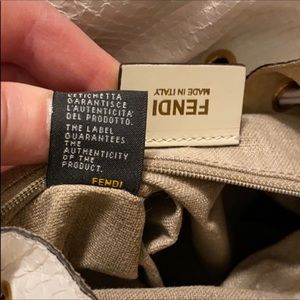 L'ETICHETTA
GARANTISCE
L'AUTENTICITA'
DEL PRODOTTO.
THE LABEL
GUARANTEES
THE
AUTHENTICITY
OF THE
PRODUCT.
FENDI
FENDI
MADE IN ITALY